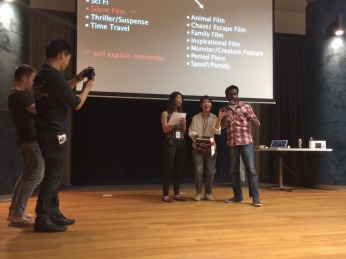 Sci Fi
Silent Film **
Thriller/Suspense
Time Travel
** will explain tomorrow
Animal Film
Chase/ Escape Film
Family Film
Inspirational Film
Monster/Creature Feature
Period Piece
Spoof/Parody